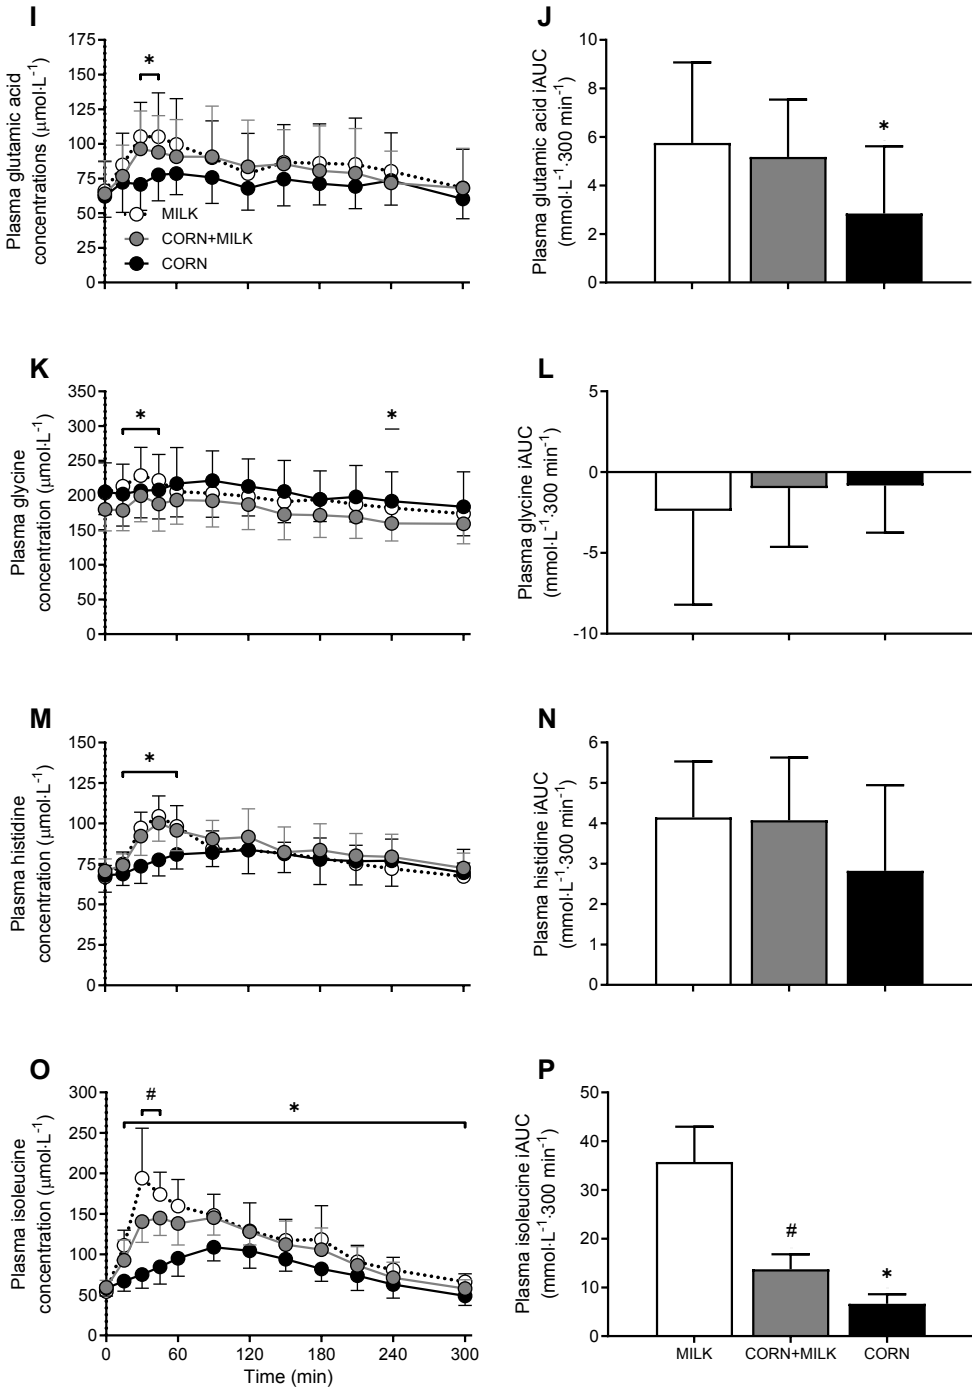 I
Plasma glutamic acid
concentrations (μmol·L⁻¹)
175
150
125
100
75
50
25
0
*
MILK
CORN+MILK
CORN
J
Plasma glutamic acid iAUC
(mmol·L⁻¹·300 min⁻¹)
10
8
6
4
2
0
*
K
Plasma glycine
concentration (μmol·L⁻¹)
350
300
250
200
150
100
50
0
*
*
L
Plasma glycine iAUC
(mmol·L⁻¹·300 min⁻¹)
5
0
-5
-10
M
Plasma histidine
concentration (μmol·L⁻¹)
150
125
100
75
50
25
0
*
N
Plasma histidine iAUC
(mmol·L⁻¹·300 min⁻¹)
6
5
4
3
2
1
0
O
Plasma isoleucine
concentration (μmol·L⁻¹)
300
250
200
150
100
50
0
#
*
0 60 120 180 240 300
Time (min)
P
Plasma isoleucine iAUC
(mmol·L⁻¹·300 min⁻¹)
50
40
30
20
10
0
#
*
MILK CORN+MILK CORN